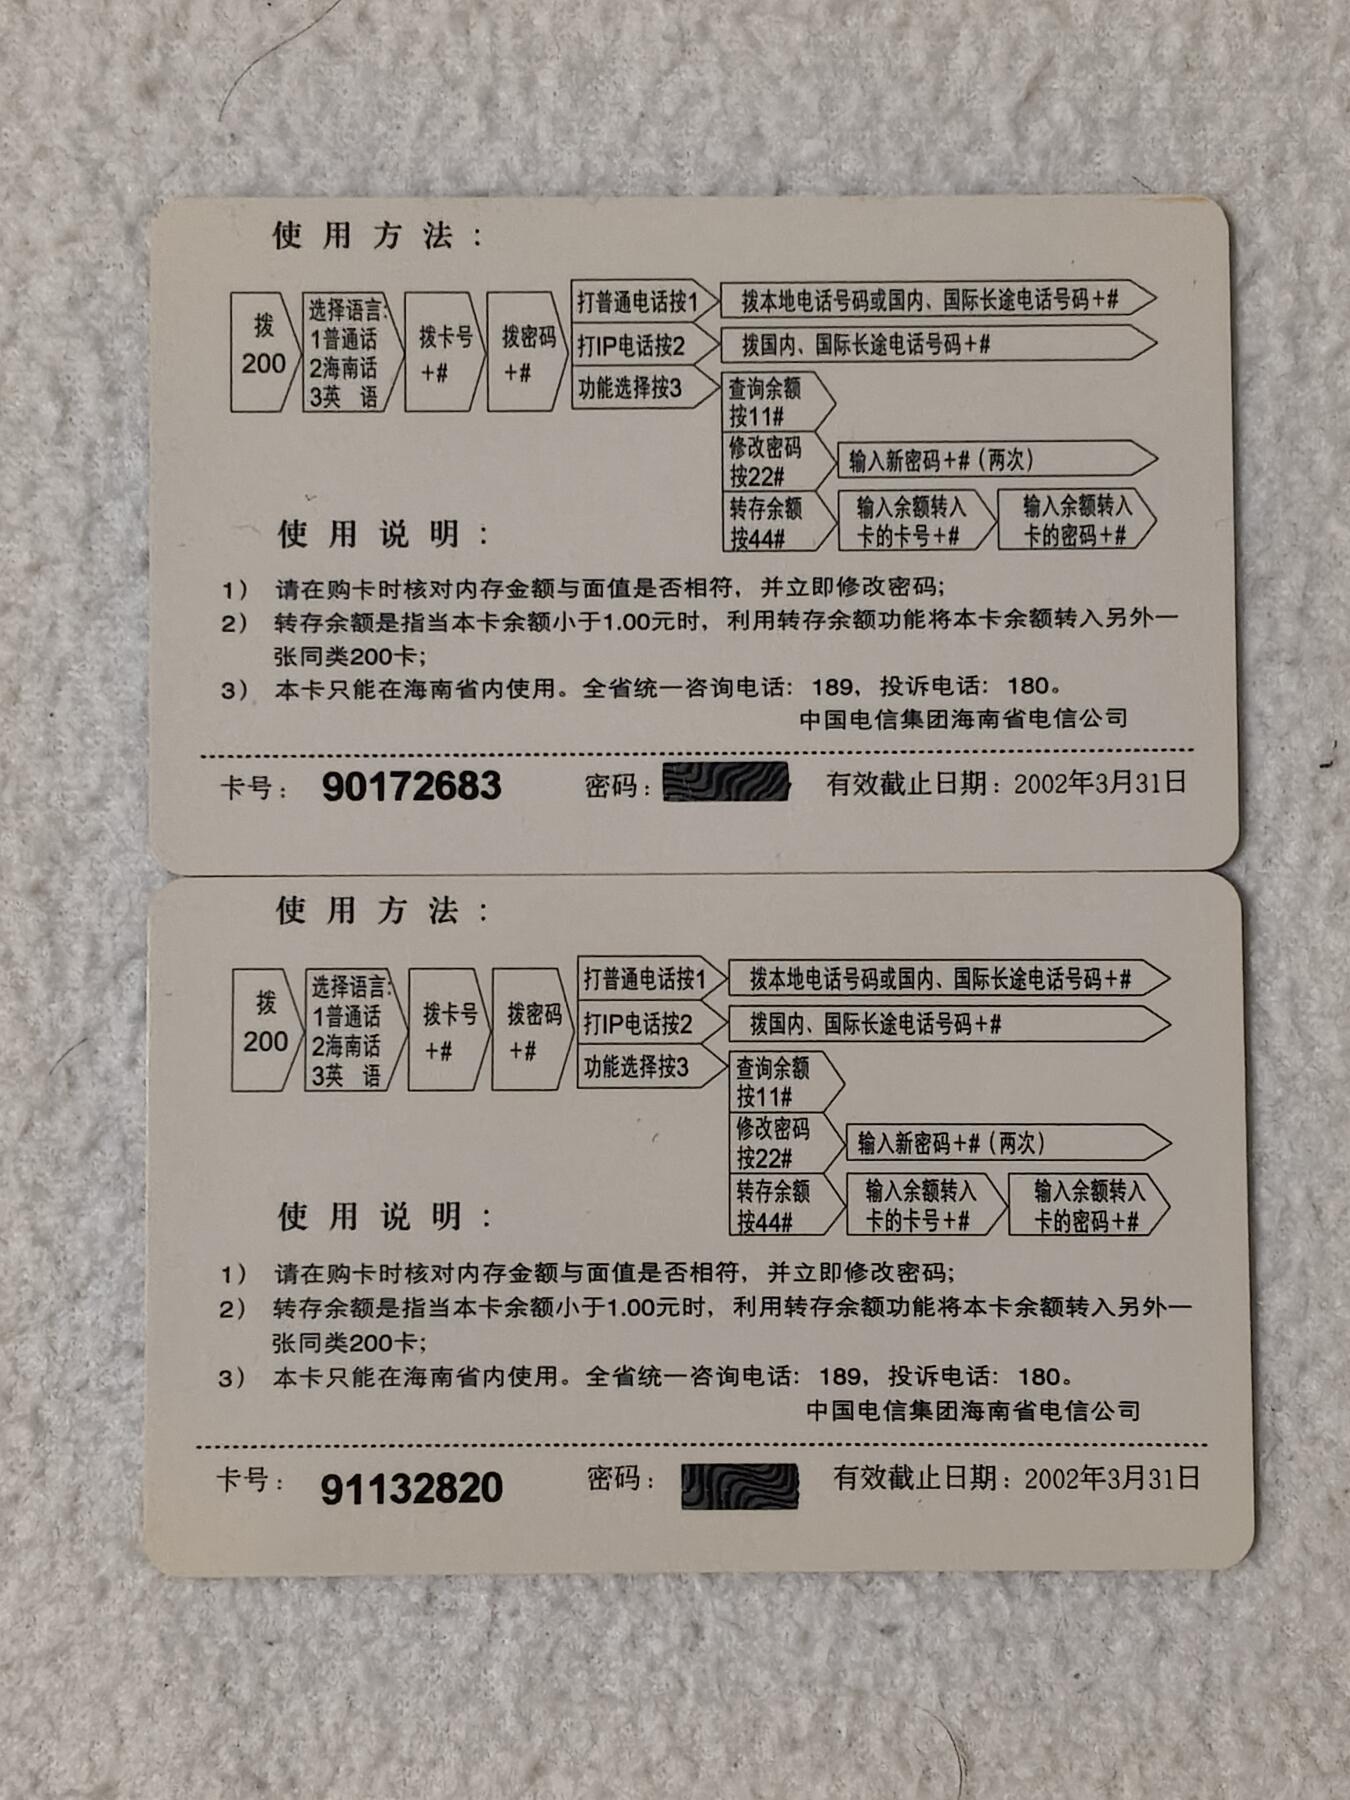 使用方法：
拨
200
选择语言:
1普通话
2海南话
3英 语
拨卡号
+#
拨密码
+#
打普通电话按1
拨本地电话号码或国内、国际长途电话号码+#
打IP电话按2
拨国内、国际长途电话号码+#
功能选择按3
查询余额
按11#
修改密码
按22#
输入新密码+#(两次)
转存余额
按44#
输入余额转入
卡的卡号+#
输入余额转入
卡的密码+#
使用说明：
1) 请在购卡时核对内存金额与面值是否相符，并立即修改密码;
2) 转存余额是指当本卡余额小于1.00元时，利用转存余额功能将本卡余额转入另外一
张同类200卡;
3) 本卡只能在海南省内使用。全省统一咨询电话：189，投诉电话：180。
中国电信集团海南省电信公司
卡号： 90172683 密码： 有效截止日期：2002年3月31日
使用方法：
拨
200
选择语言:
1普通话
2海南话
3英 语
拨卡号
+#
拨密码
+#
打普通电话按1
拨本地电话号码或国内、国际长途电话号码+#
打IP电话按2
拨国内、国际长途电话号码+#
功能选择按3
查询余额
按11#
修改密码
按22#
输入新密码+#(两次)
转存余额
按44#
输入余额转入
卡的卡号+#
输入余额转入
卡的密码+#
使用说明：
1) 请在购卡时核对内存金额与面值是否相符，并立即修改密码;
2) 转存余额是指当本卡余额小于1.00元时，利用转存余额功能将本卡余额转入另外一
张同类200卡;
3) 本卡只能在海南省内使用。全省统一咨询电话：189，投诉电话：180。
中国电信集团海南省电信公司
卡号： 91132820 密码： 有效截止日期：2002年3月31日